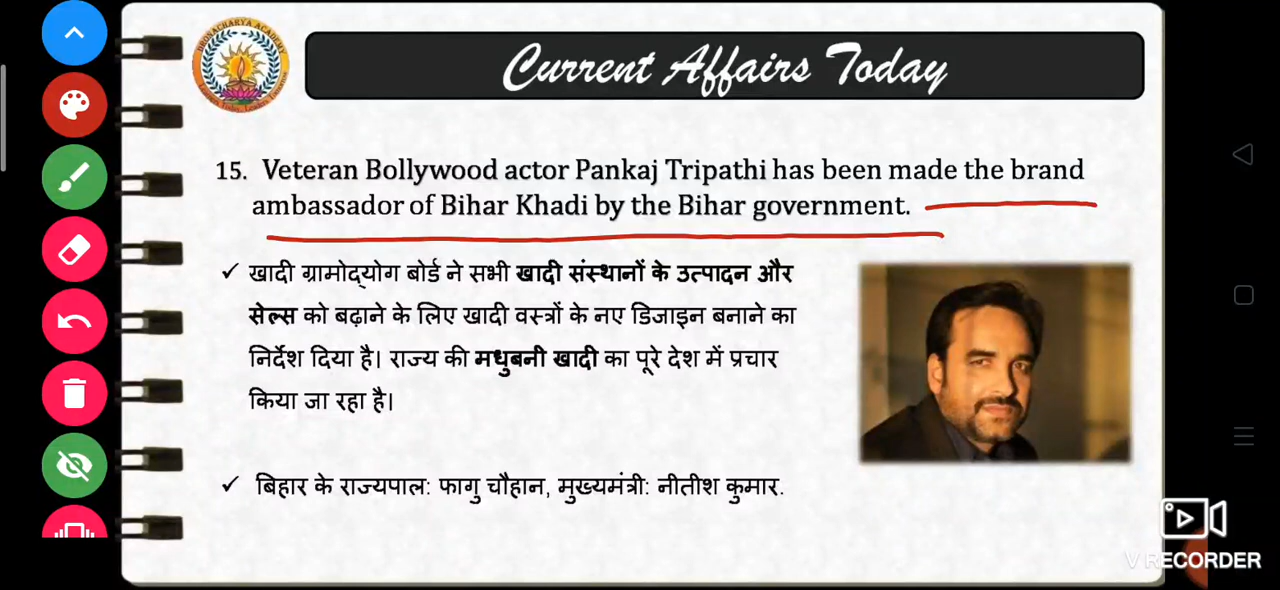 DRONACHARYA ACADEMY
Current Affairs Today
15. Veteran Bollywood actor Pankaj Tripathi has been made the brand
ambassador of Bihar Khadi by the Bihar government.
✓ खादी ग्रामोद्योग बोर्ड ने सभी खादी संस्थानों के उत्पादन और
सेल्स को बढ़ाने के लिए खादी वस्त्रों के नए डिजाइन बनाने का
निर्देश दिया है। राज्य की मधुबनी खादी का पूरे देश में प्रचार
किया जा रहा है।
✓ बिहार के राज्यपाल: फागु चौहान, मुख्यमंत्री: नीतीश कुमार.
V RECORDER